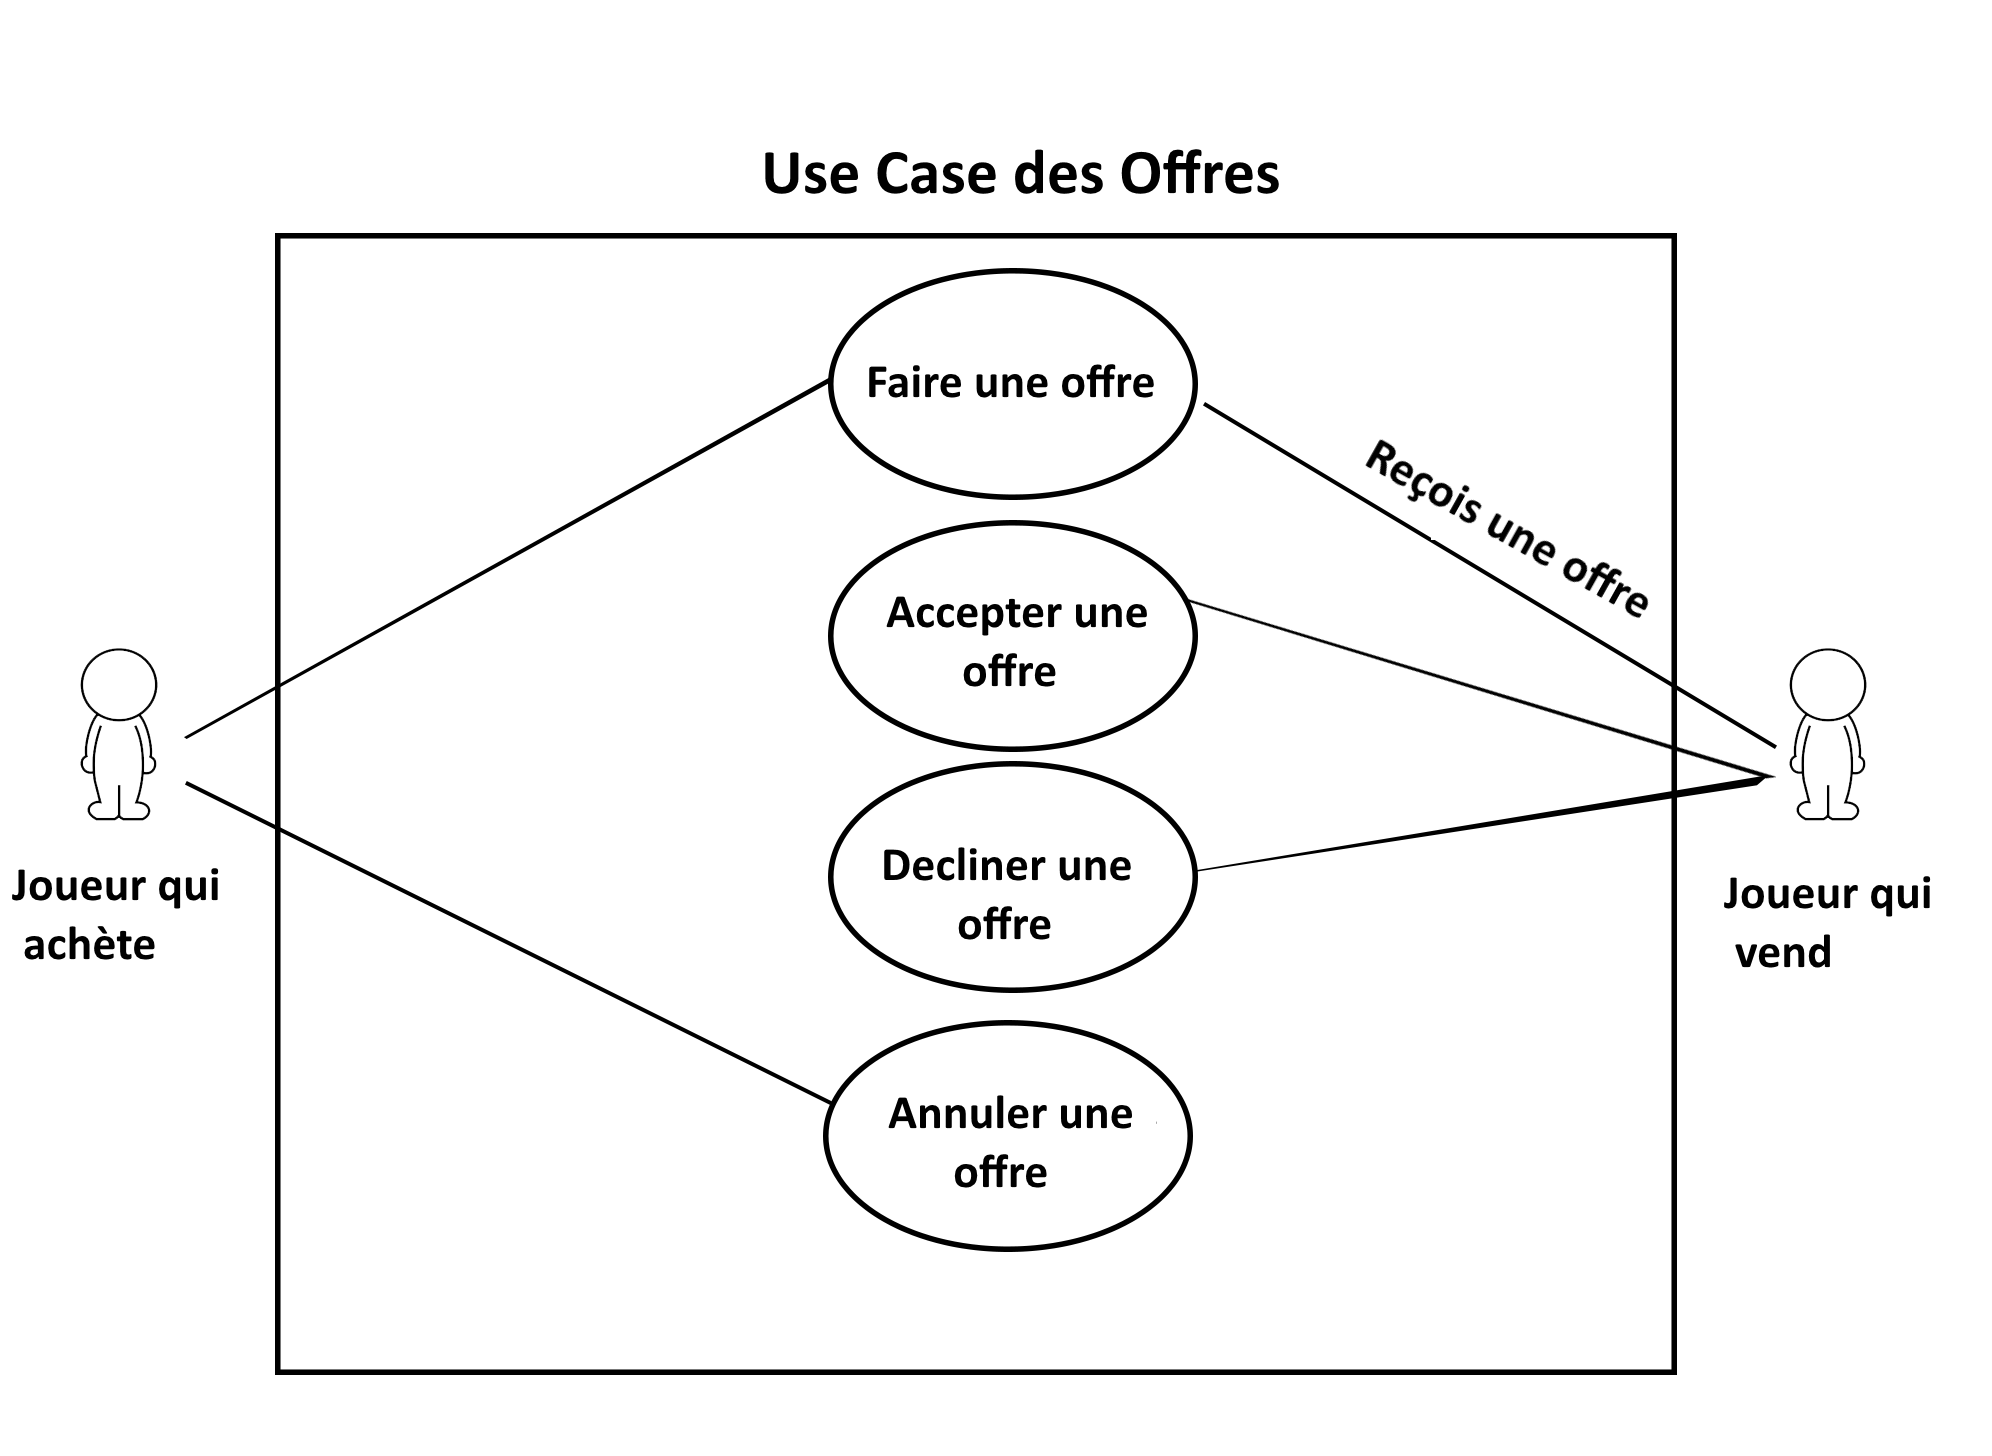 Use Case des Offres
Faire une offre
Reçois une offre
Accepter une
offre
Decliner une
offre
Joueur qui
achète
Joueur qui
vend
Annuler une
offre